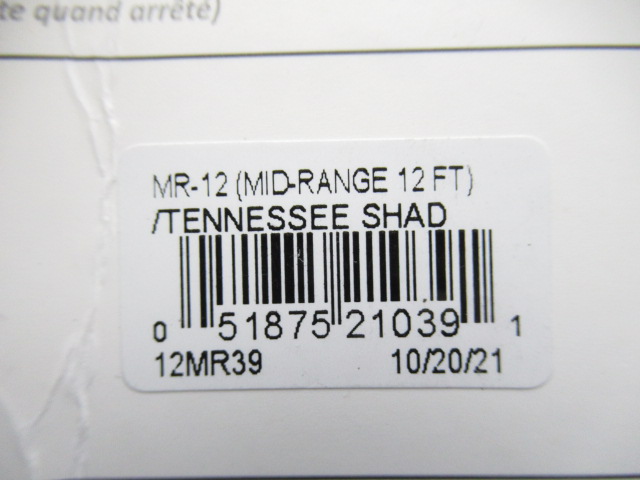 te quand arrêté)
MR-12 (MID-RANGE 12 FT)
/TENNESSEE SHAD
0 51875 21039 1
12MR39 10/20/21